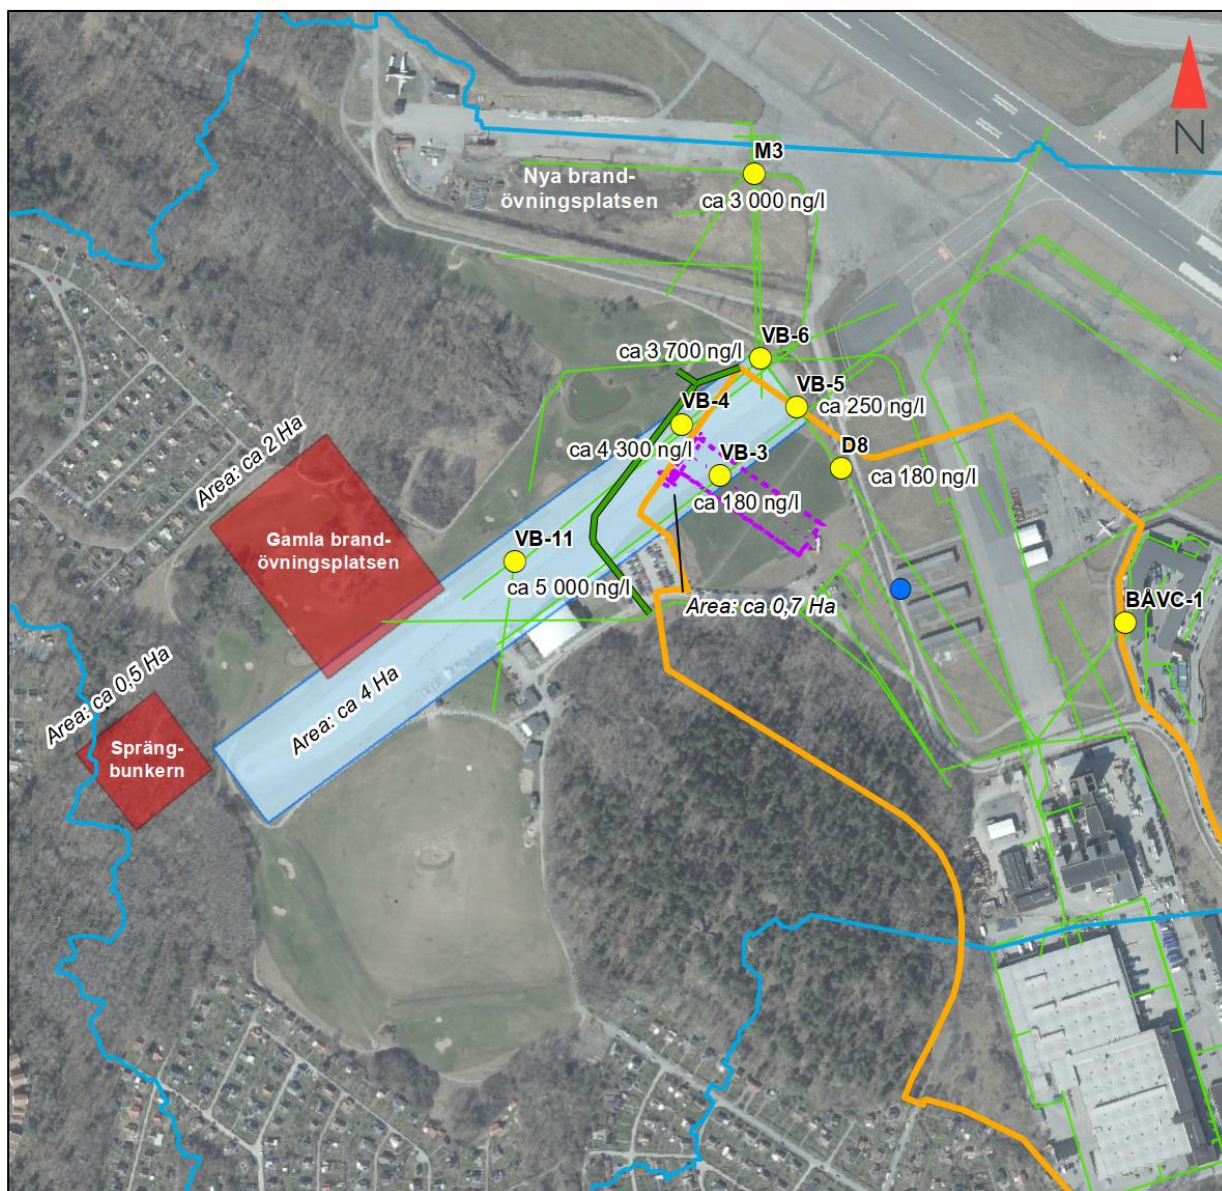 M3
Nya brand-
övningsplatsen
ca 3 000 ng/l
N
VB-6
ca 3 700 ng/l
VB-5
ca 250 ng/l
VB-4
ca 4 300 ng/l
VB-3
ca 180 ng/l
D8
ca 180 ng/l
Area: ca 2 Ha
Gamla brand-
övningsplatsen
VB-11
ca 5 000 ng/l
Area: ca 0,7 Ha
BÅVC-1
Area: ca 0,5 Ha
Spräng-
bunkern
Area: ca 4 Ha